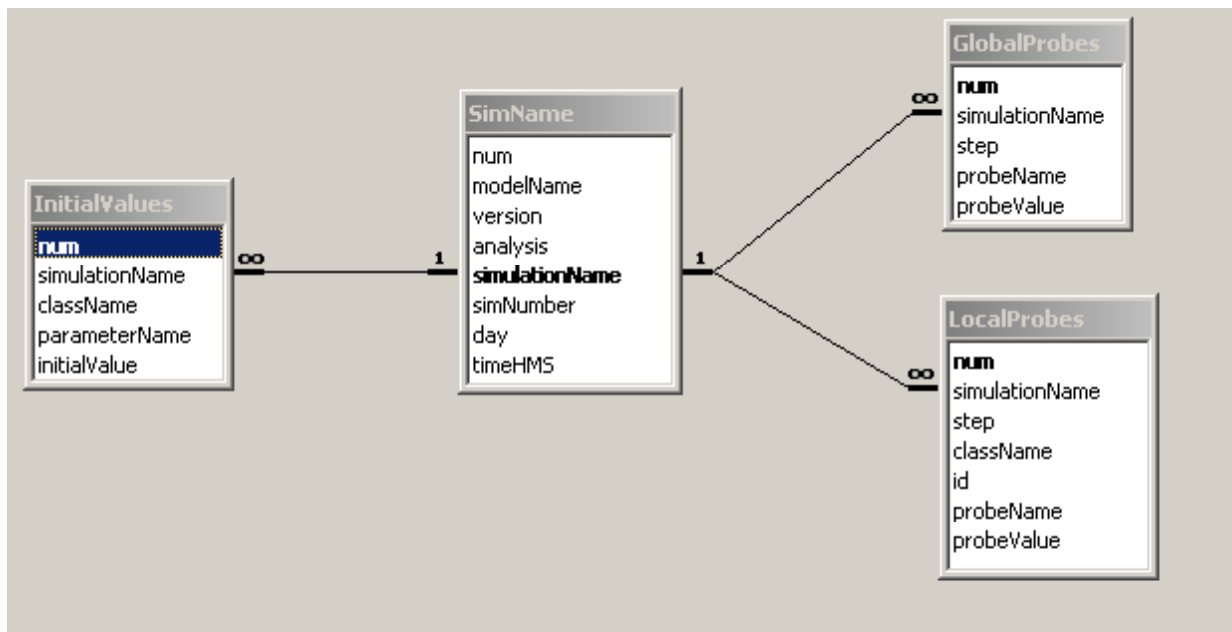 InitialValues
num
simulationName
className
parameterName
initialValue
∞
1
SimName
num
modelName
version
analysis
simulationName
simNumber
day
timeHMS
1
∞
GlobalProbes
num
simulationName
step
probeName
probeValue
∞
LocalProbes
num
simulationName
step
className
id
probeName
probeValue